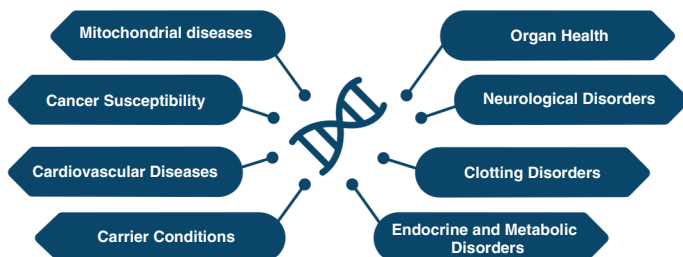 Mitochondrial diseases
Organ Health
Cancer Susceptibility
Neurological Disorders
Cardiovascular Diseases
Clotting Disorders
Carrier Conditions
Endocrine and Metabolic
Disorders